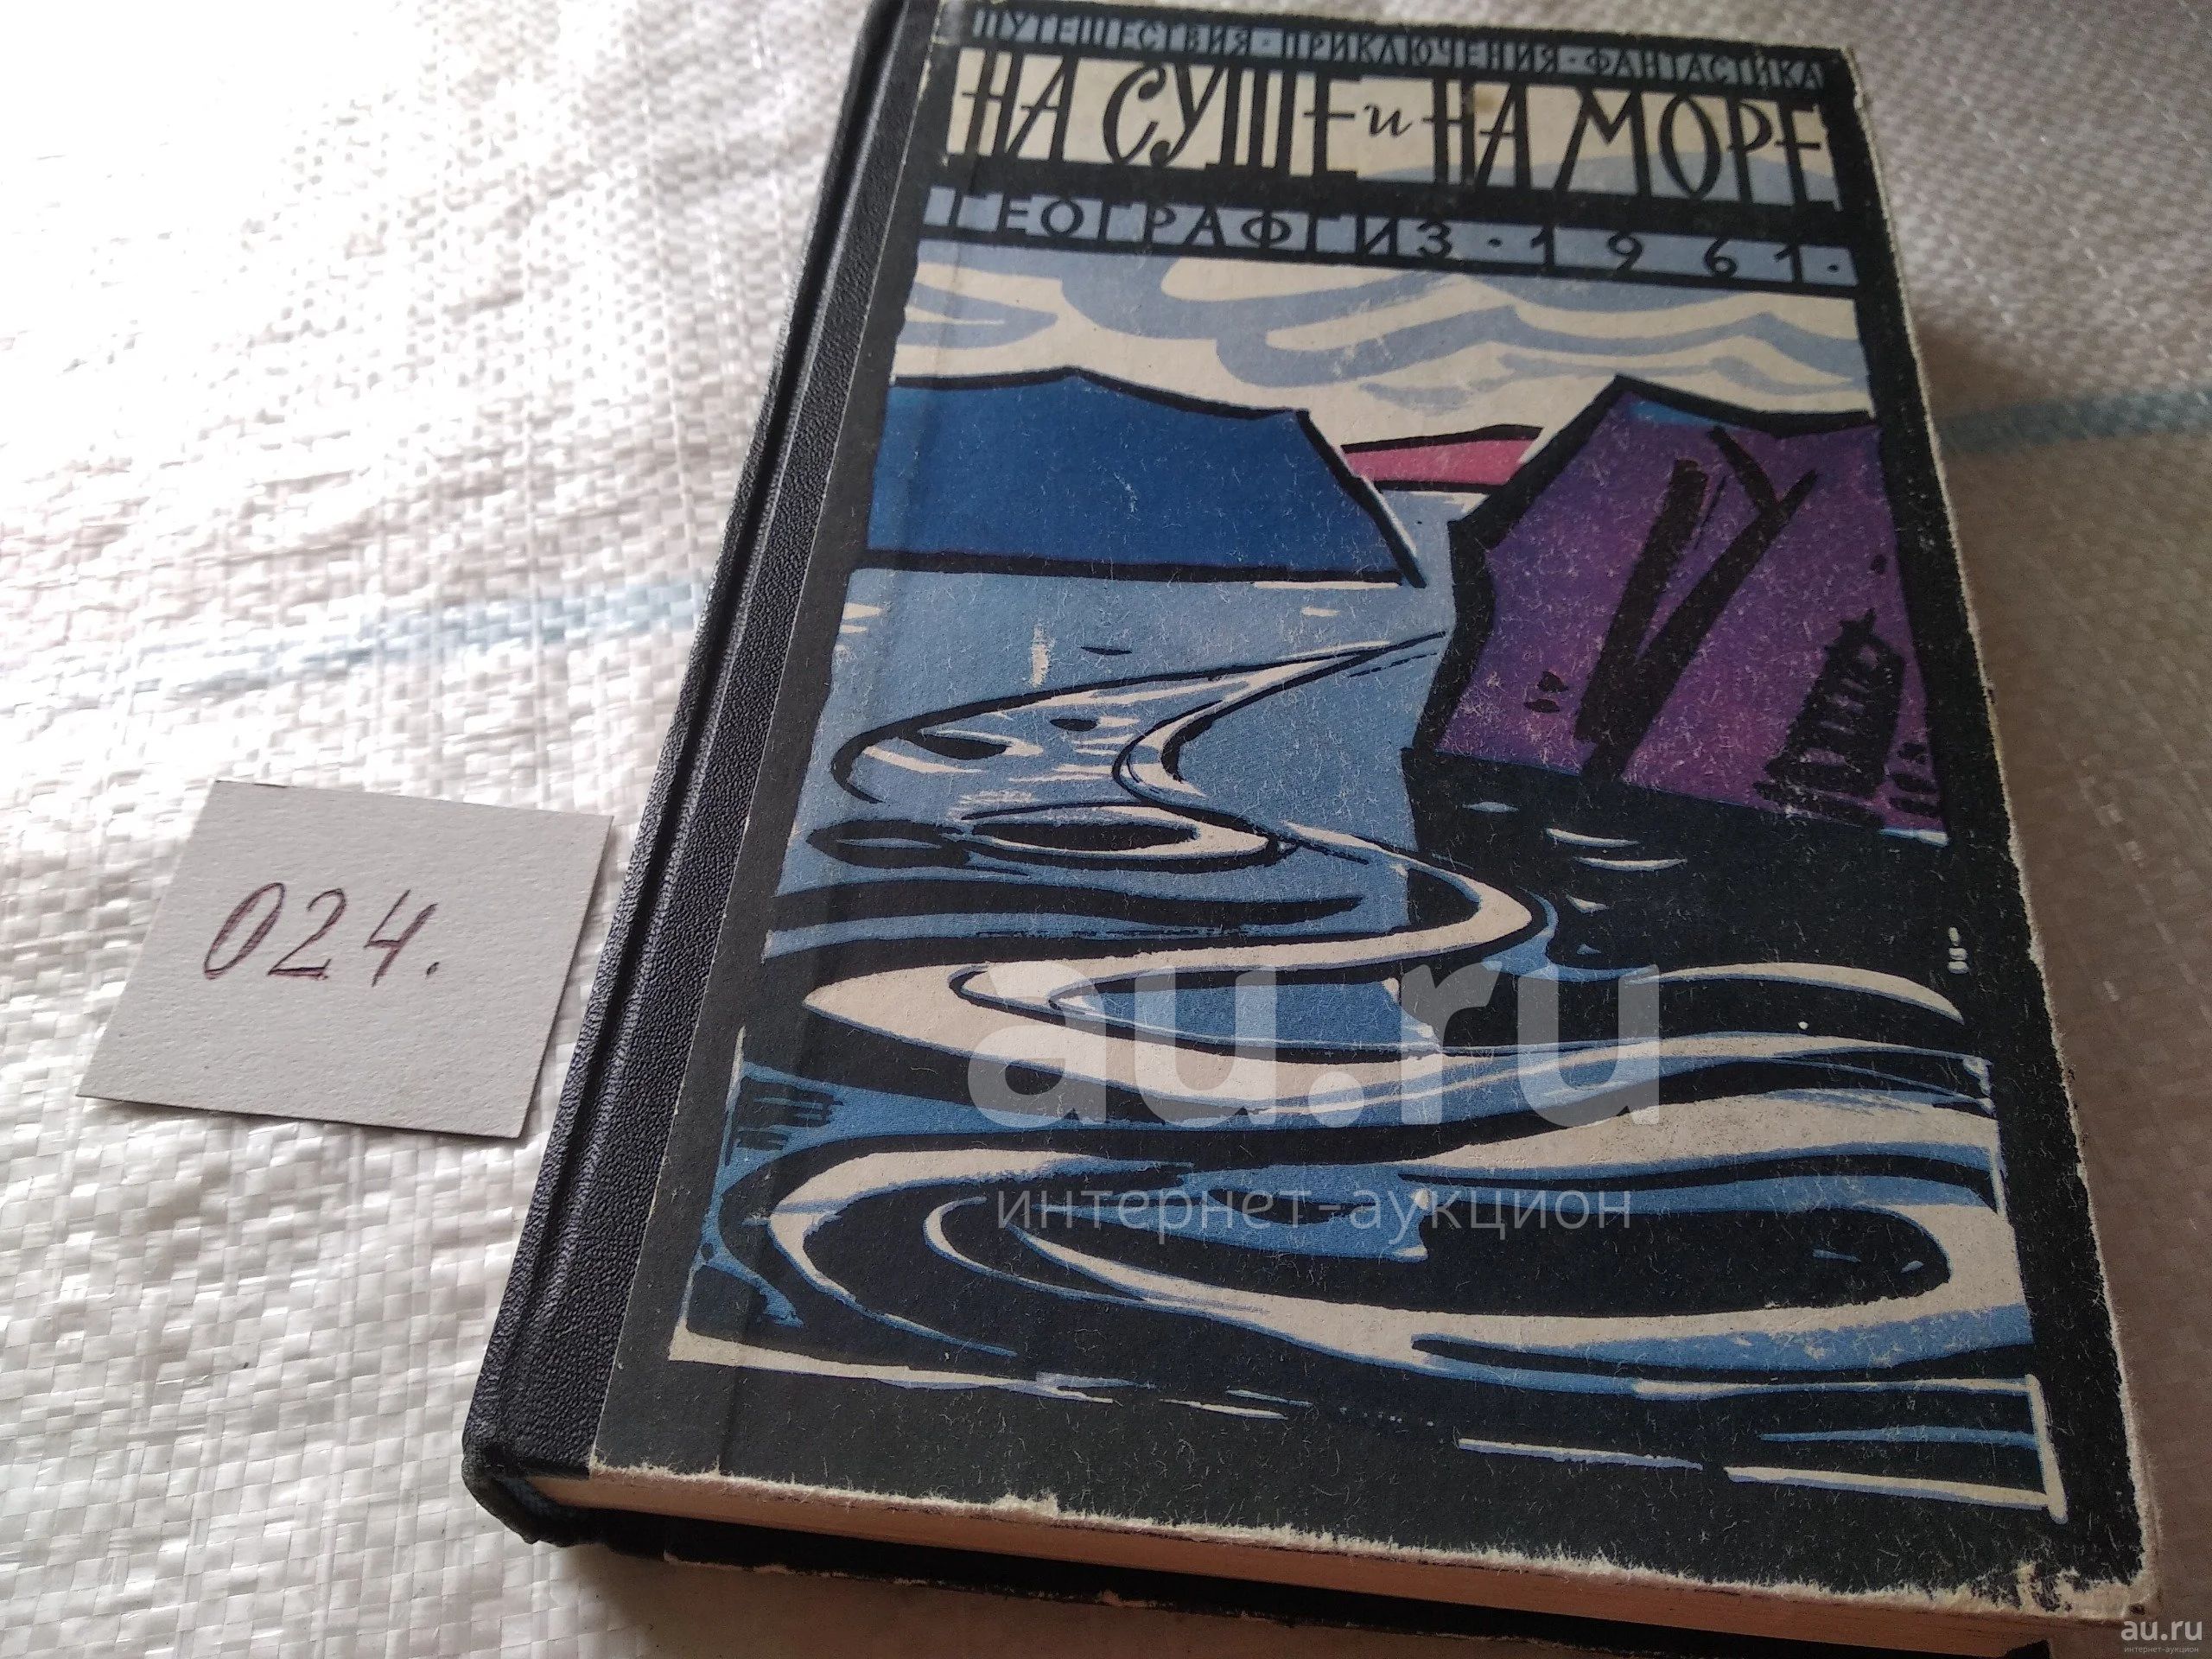 ПУТЕШЕСТВИЯ · ПРИКЛЮЧЕНИЯ · ФАНТАСТИКА
НА СУШЕ и НА МОРЕ
ГЕОГРАФГИЗ · 1961 ·
024.
au.ru
интернет-аукцион
au.ru
интернет-аукцион